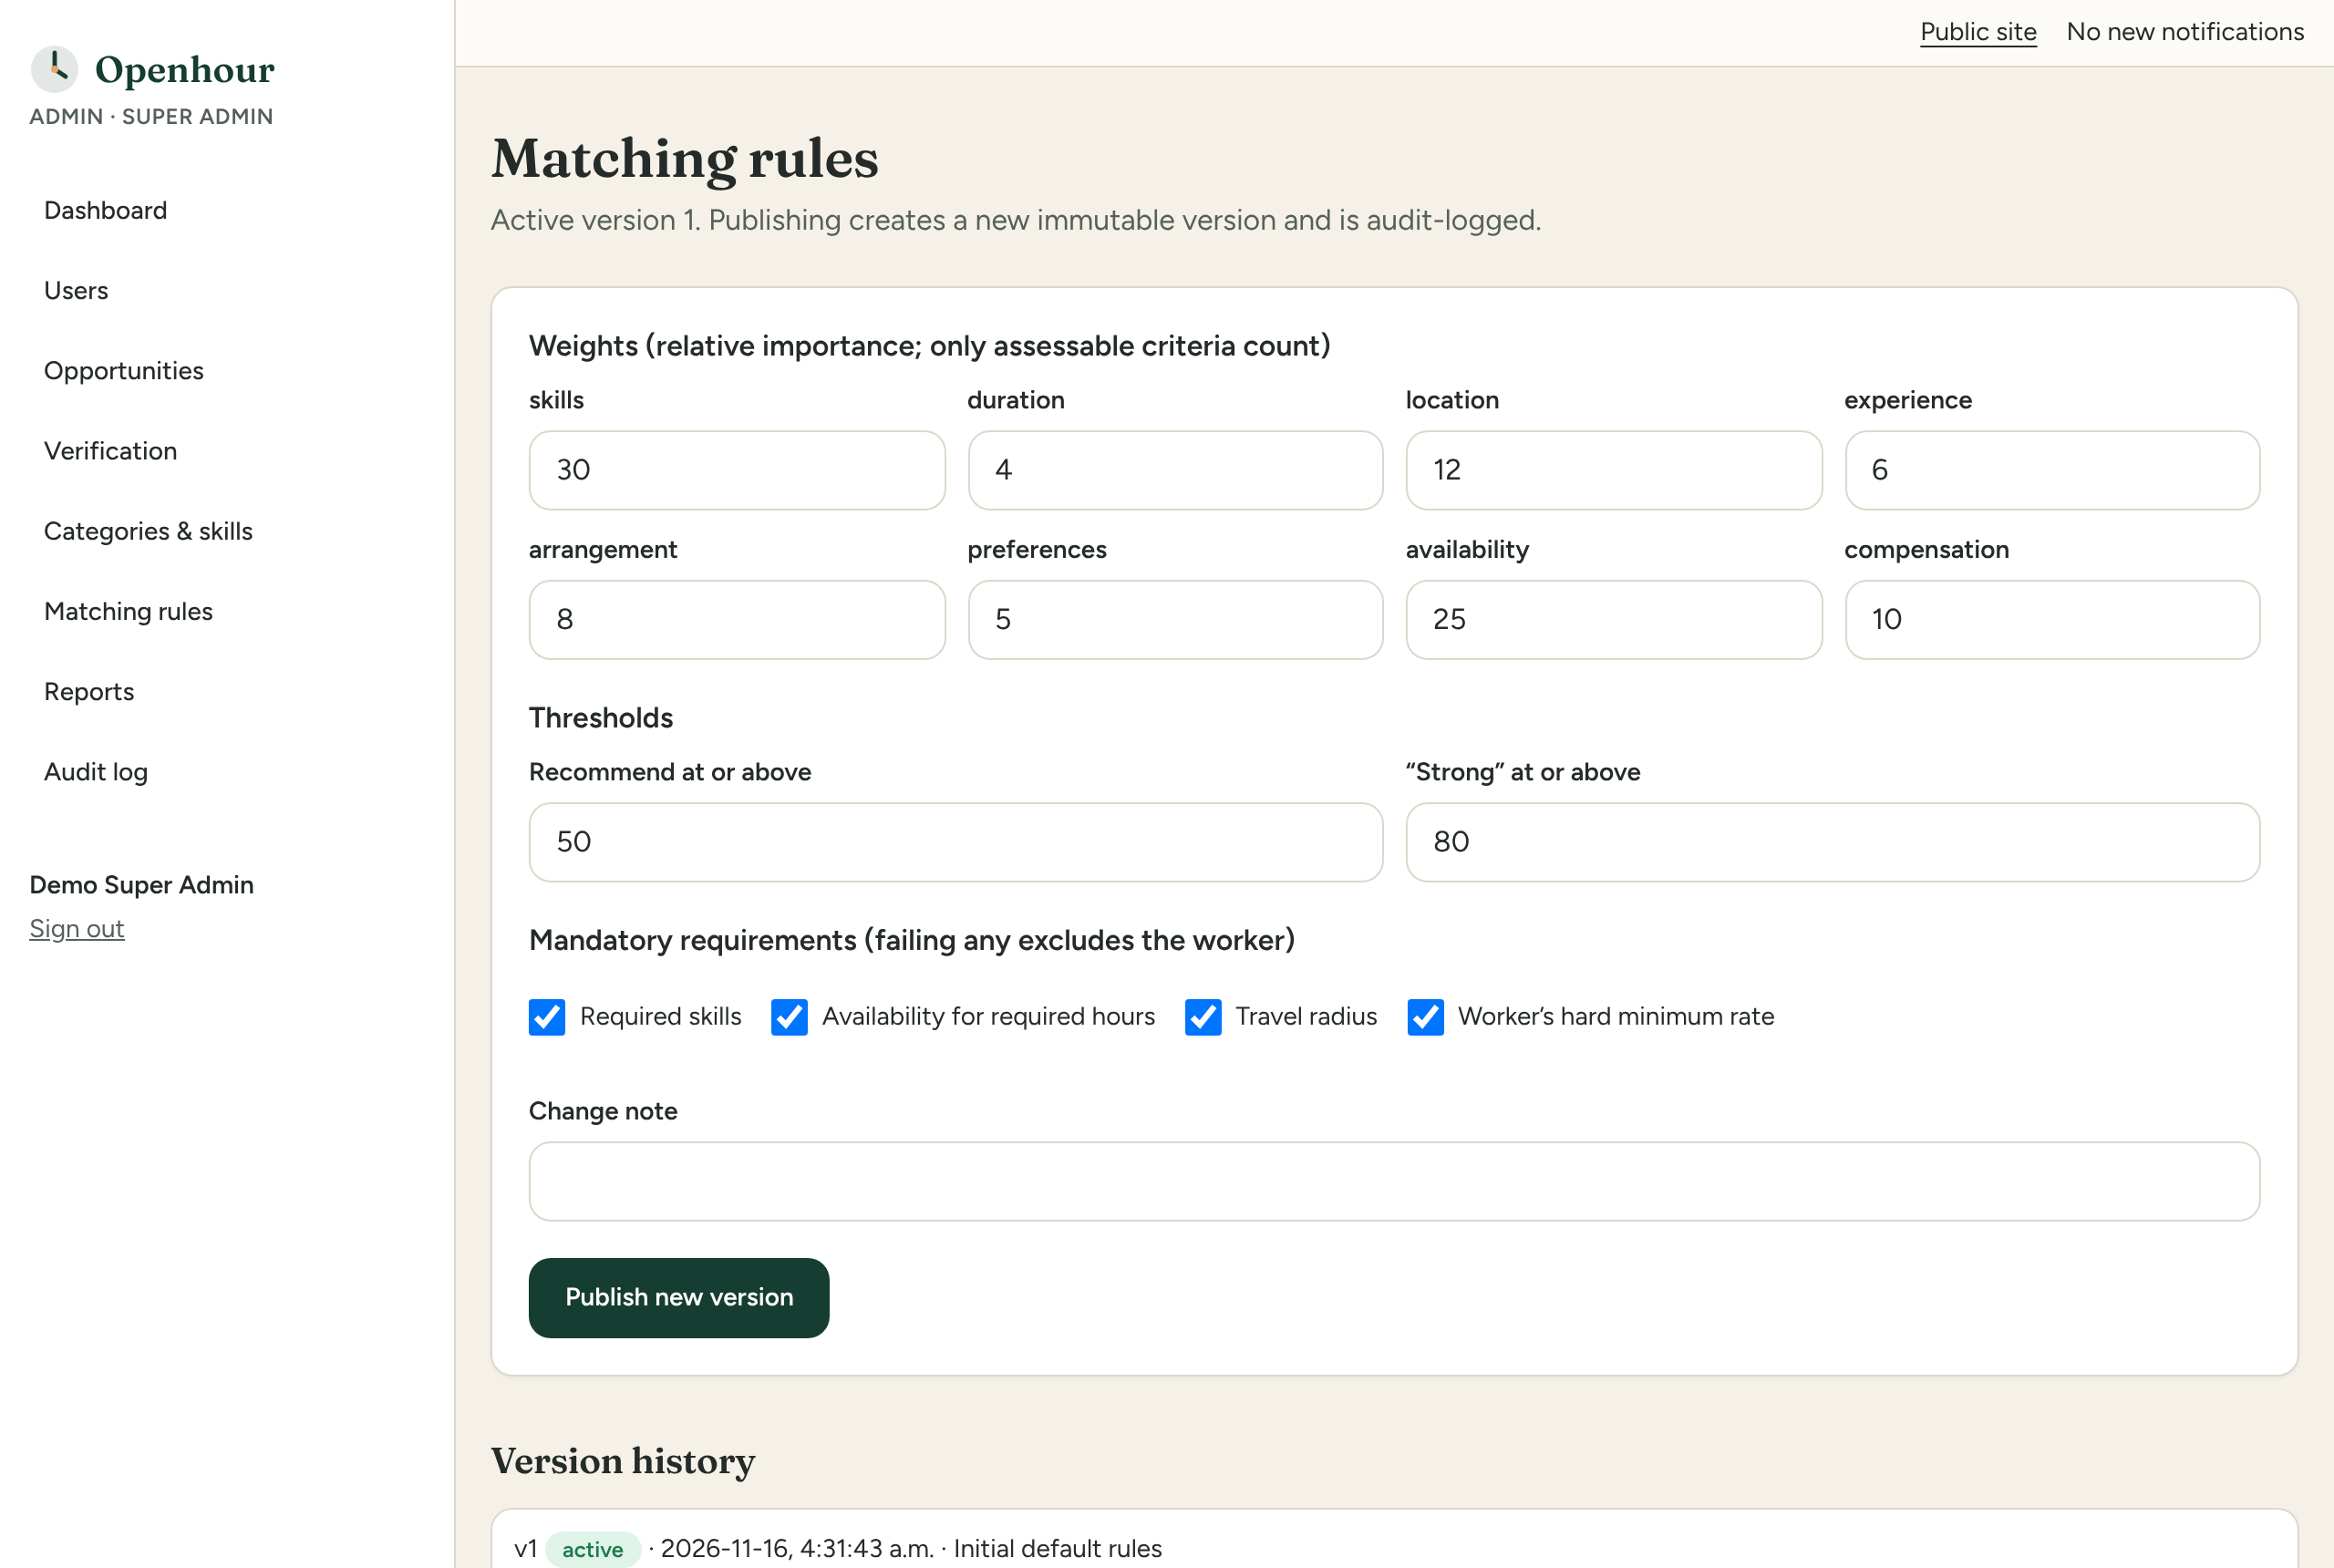 Openhour
ADMIN · SUPER ADMIN
Dashboard
Users
Opportunities
Verification
Categories & skills
Matching rules
Reports
Audit log
Demo Super Admin
Sign out
Public site No new notifications
Matching rules
Active version 1. Publishing creates a new immutable version and is audit-logged.
Weights (relative importance; only assessable criteria count)
skills duration location experience
30 4 12 6
arrangement preferences availability compensation
8 5 25 10
Thresholds
Recommend at or above “Strong” at or above
50 80
Mandatory requirements (failing any excludes the worker)
Required skills Availability for required hours Travel radius Worker’s hard minimum rate
Change note
Publish new version
Version history
v1 active · 2026-11-16, 4:31:43 a.m. · Initial default rules